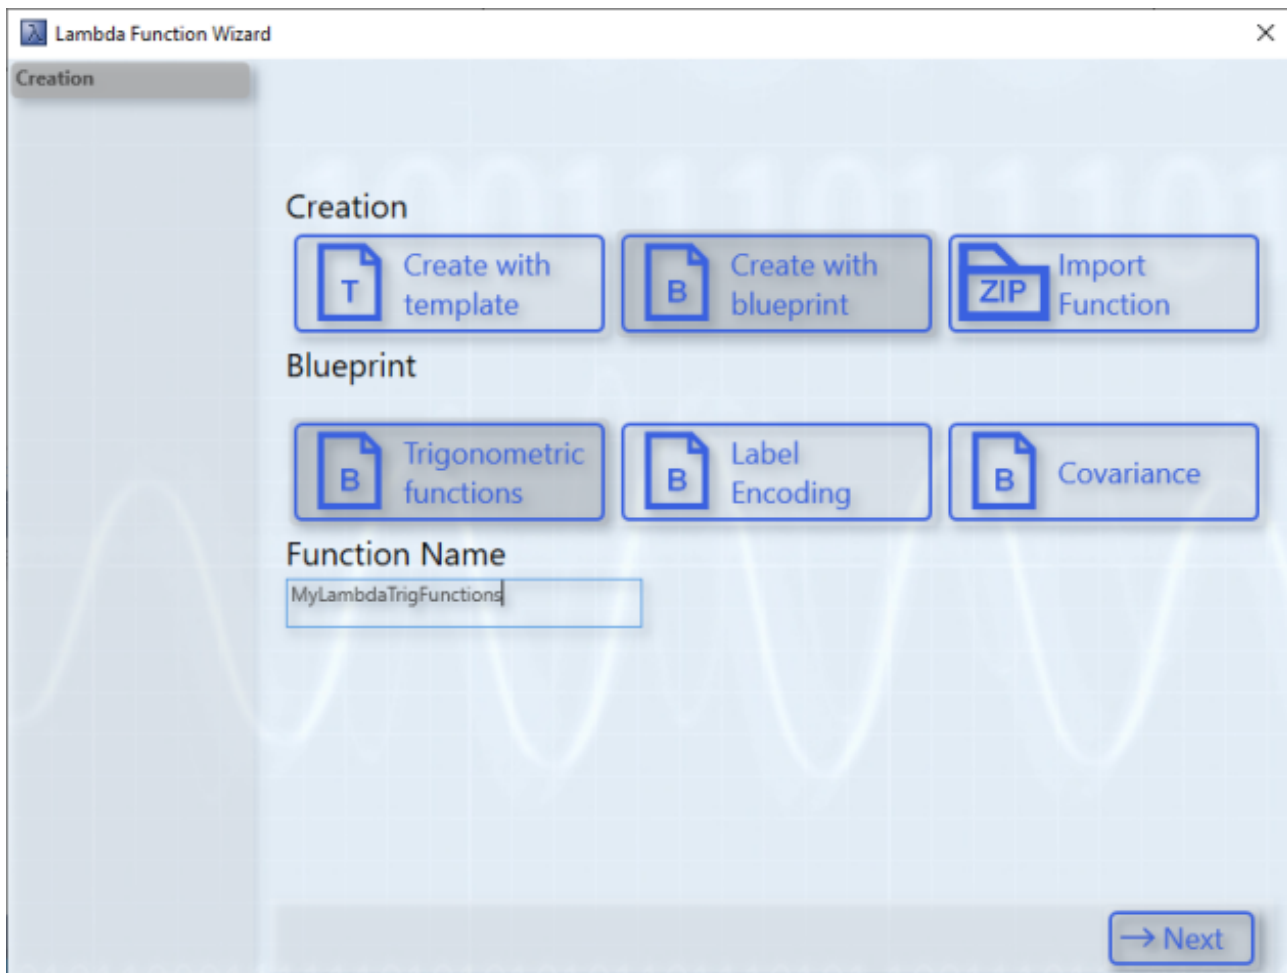 Lambda Function Wizard
Creation
Creation
T
Create with
template
B
Create with
blueprint
ZIP
Import
Function
Blueprint
B
Trigonometric
functions
B
Label
Encoding
B
Covariance
Function Name
MyLambdaTrigFunctions
→ Next